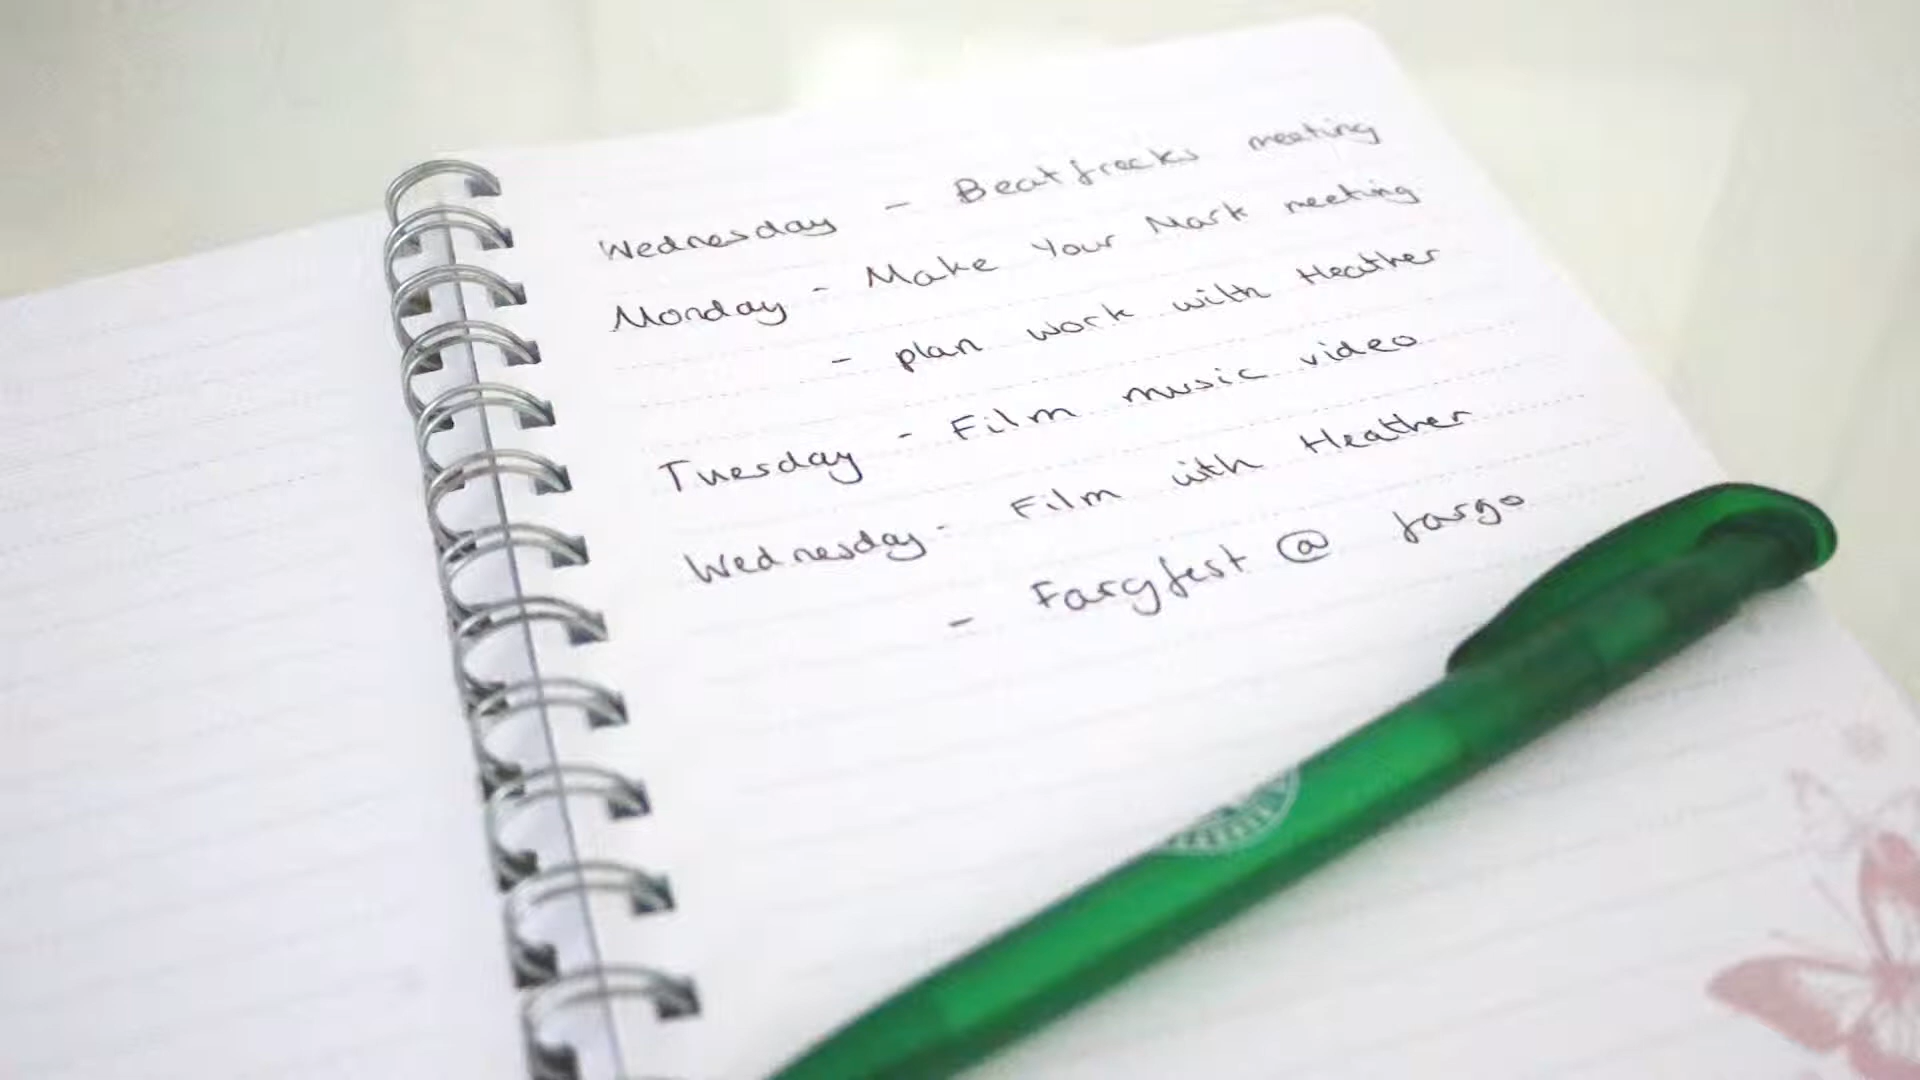 Wednesday - Beatfreeks meeting
Monday - Make Your Mark meeting
- plan work with Heather
Tuesday - Film music video
Wednesday - Film with Heather
- Fargfest @ fargo